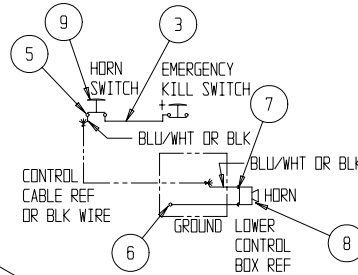 9
3
5
HORN
SWITCH
EMERGENCY
KILL SWITCH
7
+
BLU/WHT OR BLK
BLU/WHT OR BLK
CONTROL
CABLE REF
OR BLK WIRE
HORN
6
GROUND
LOWER
CONTROL
BOX REF
8